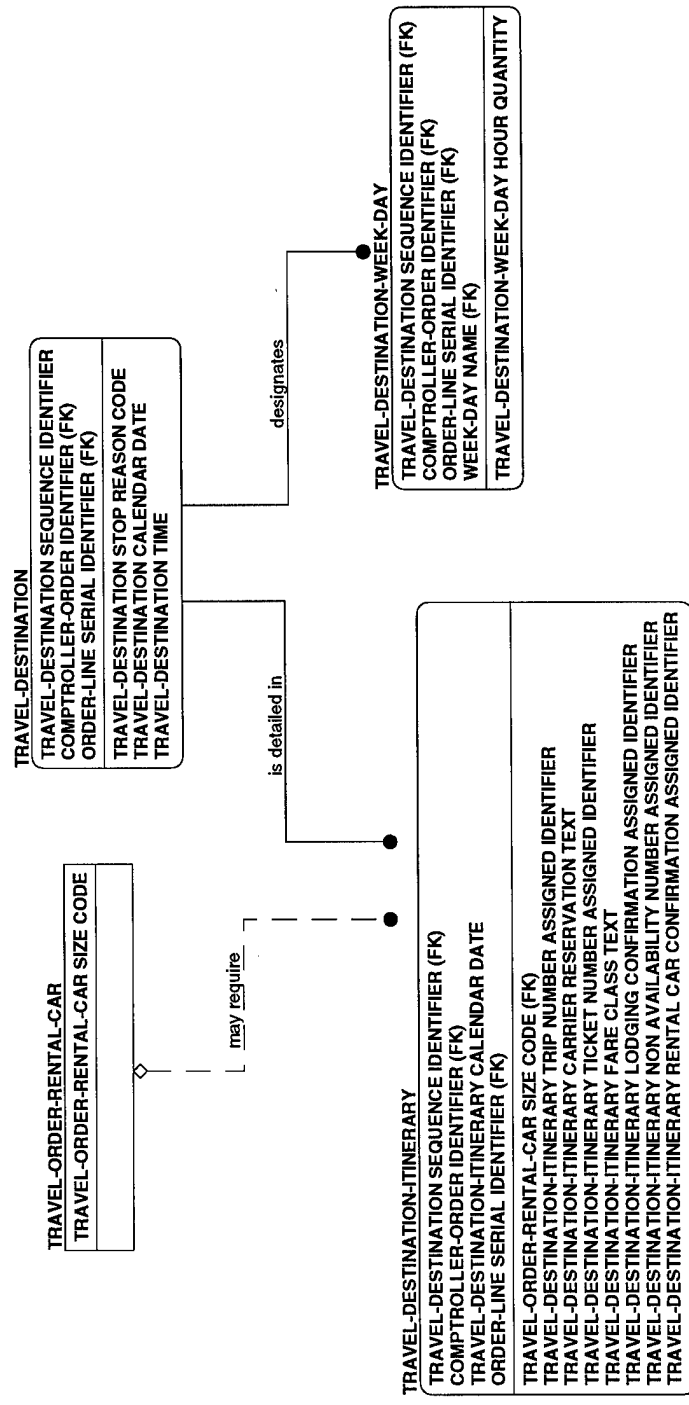 TRAVEL-ORDER-RENTAL-CAR
TRAVEL-ORDER-RENTAL-CAR SIZE CODE
may require
TRAVEL-DESTINATION
TRAVEL-DESTINATION SEQUENCE IDENTIFIER
COMPTROLLER-ORDER IDENTIFIER (FK)
ORDER-LINE SERIAL IDENTIFIER (FK)
TRAVEL-DESTINATION STOP REASON CODE
TRAVEL-DESTINATION CALENDAR DATE
TRAVEL-DESTINATION TIME
is detailed in
designates
TRAVEL-DESTINATION-ITINERARY
TRAVEL-DESTINATION SEQUENCE IDENTIFIER (FK)
COMPTROLLER-ORDER IDENTIFIER (FK)
TRAVEL-DESTINATION-ITINERARY CALENDAR DATE
ORDER-LINE SERIAL IDENTIFIER (FK)
TRAVEL-ORDER-RENTAL-CAR SIZE CODE (FK)
TRAVEL-DESTINATION-ITINERARY TRIP NUMBER ASSIGNED IDENTIFIER
TRAVEL-DESTINATION-ITINERARY CARRIER RESERVATION TEXT
TRAVEL-DESTINATION-ITINERARY TICKET NUMBER ASSIGNED IDENTIFIER
TRAVEL-DESTINATION-ITINERARY FARE CLASS TEXT
TRAVEL-DESTINATION-ITINERARY LODGING CONFIRMATION ASSIGNED IDENTIFIER
TRAVEL-DESTINATION-ITINERARY NON AVAILABILITY NUMBER ASSIGNED IDENTIFIER
TRAVEL-DESTINATION-ITINERARY RENTAL CAR CONFIRMATION ASSIGNED IDENTIFIER
TRAVEL-DESTINATION-WEEK-DAY
TRAVEL-DESTINATION SEQUENCE IDENTIFIER (FK)
COMPTROLLER-ORDER IDENTIFIER (FK)
ORDER-LINE SERIAL IDENTIFIER (FK)
WEEK-DAY NAME (FK)
TRAVEL-DESTINATION-WEEK-DAY HOUR QUANTITY